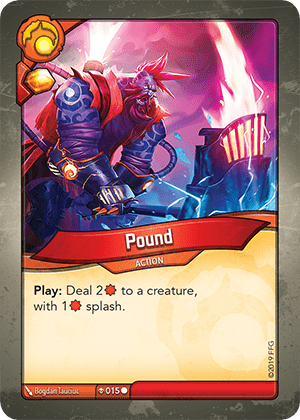 Pound
ACTION
Play: Deal 2 to a creature,
with 1 splash.
©2019 FFG
Bogdan Tauciuc
015